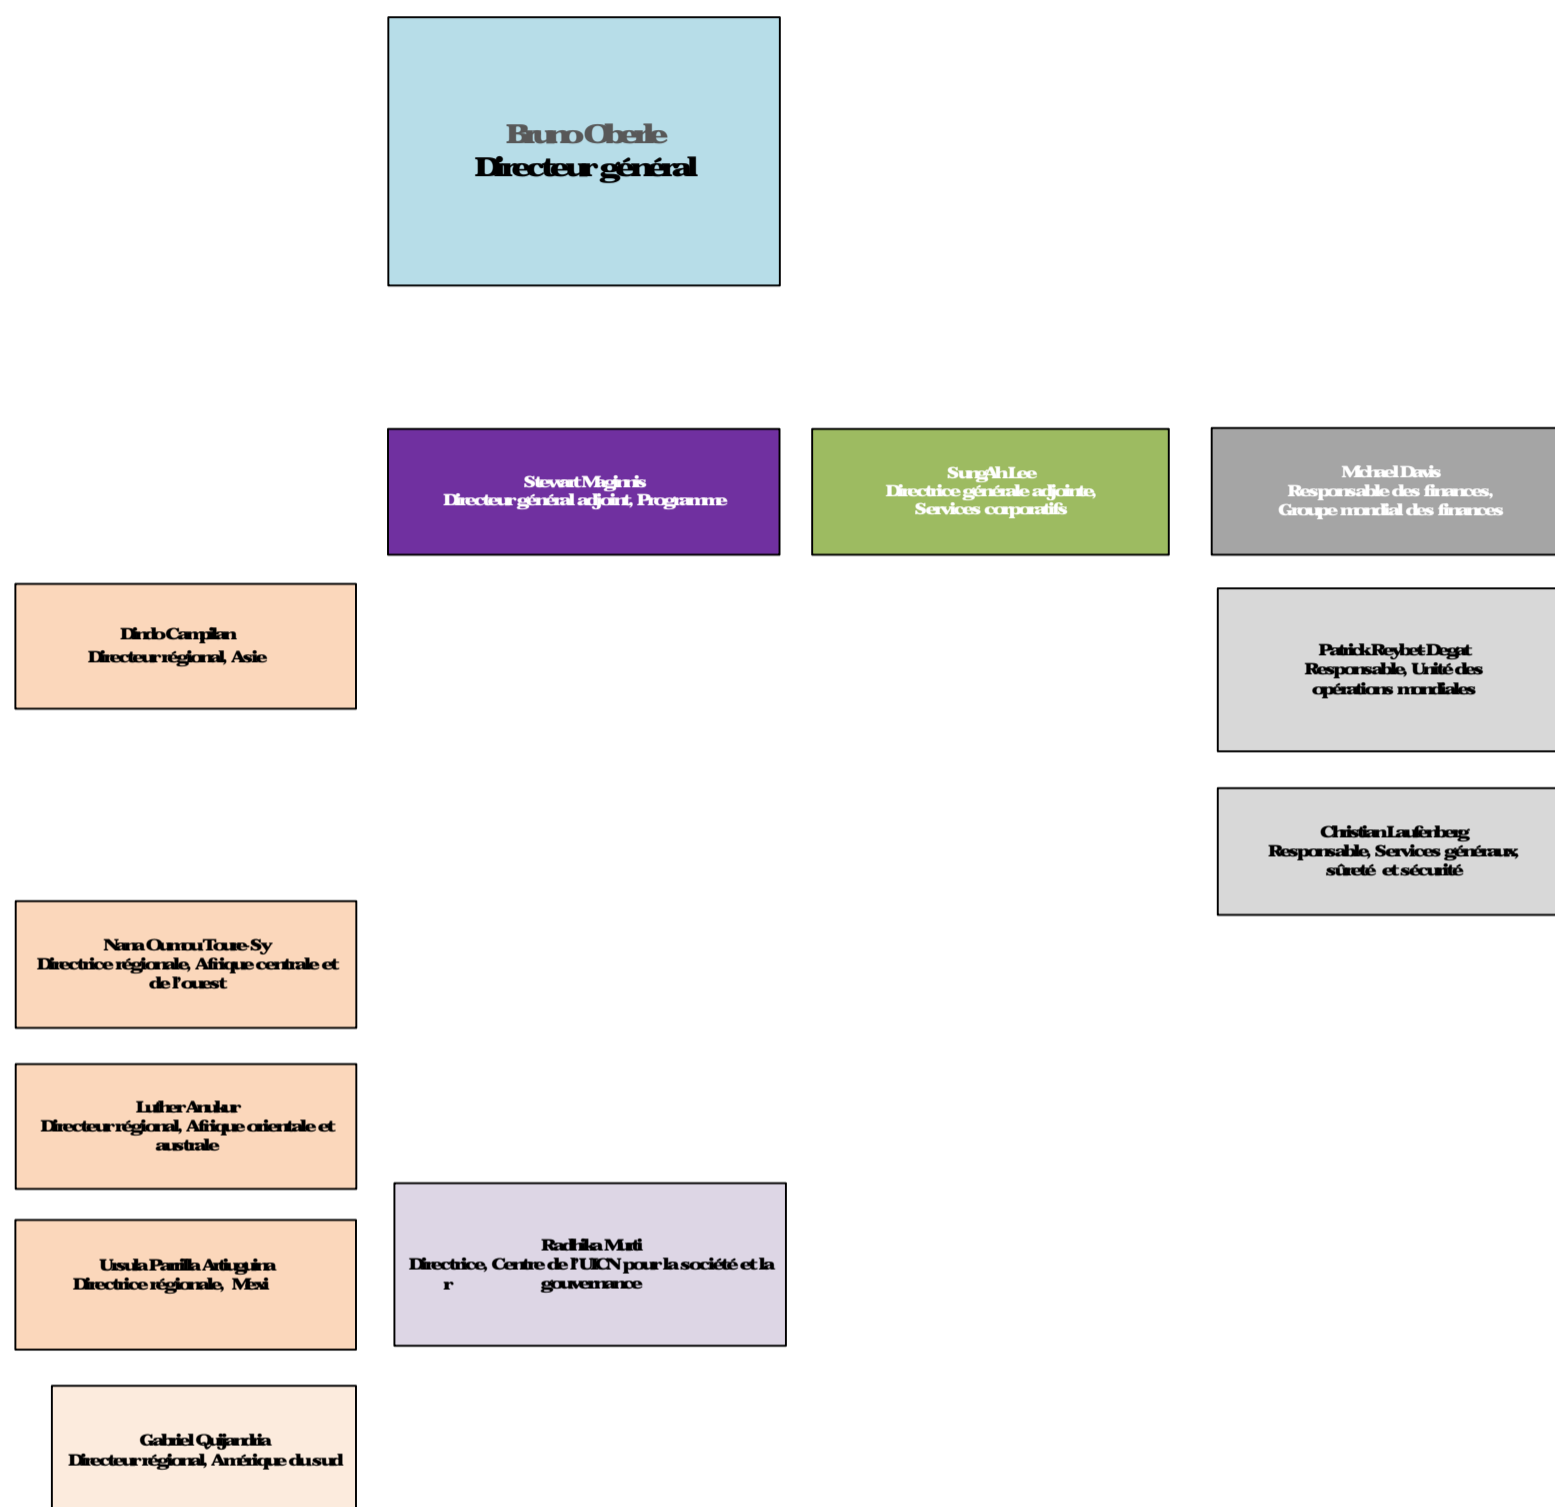 Bruno Oberle
Directeur général
Stewart Maginnis
Directeur général adjoint, Programme
SungAh Lee
Directrice générale adjointe,
Services corporatifs
Michael Davis
Responsable des finances,
Groupe mondial des finances
Dindo Campilan
Directeur régional, Asie
Patrick Reybet-Degat
Responsable, Unité des
opérations mondiales
Christian Laufenberg
Responsable, Services généraux,
sûreté et sécurité
Nana Oumou Toure-Sy
Directrice régionale, Afrique centrale et
de l'ouest
Luther Anukur
Directeur régional, Afrique orientale et
australe
Ursula Parrilla Artiuguina
Directrice régionale, Mexi
Radhika Murti
Directrice, Centre de l'UICN pour la société et la
r gouvernance
Gabriel Quijandria
Directeur régional, Amérique du sud